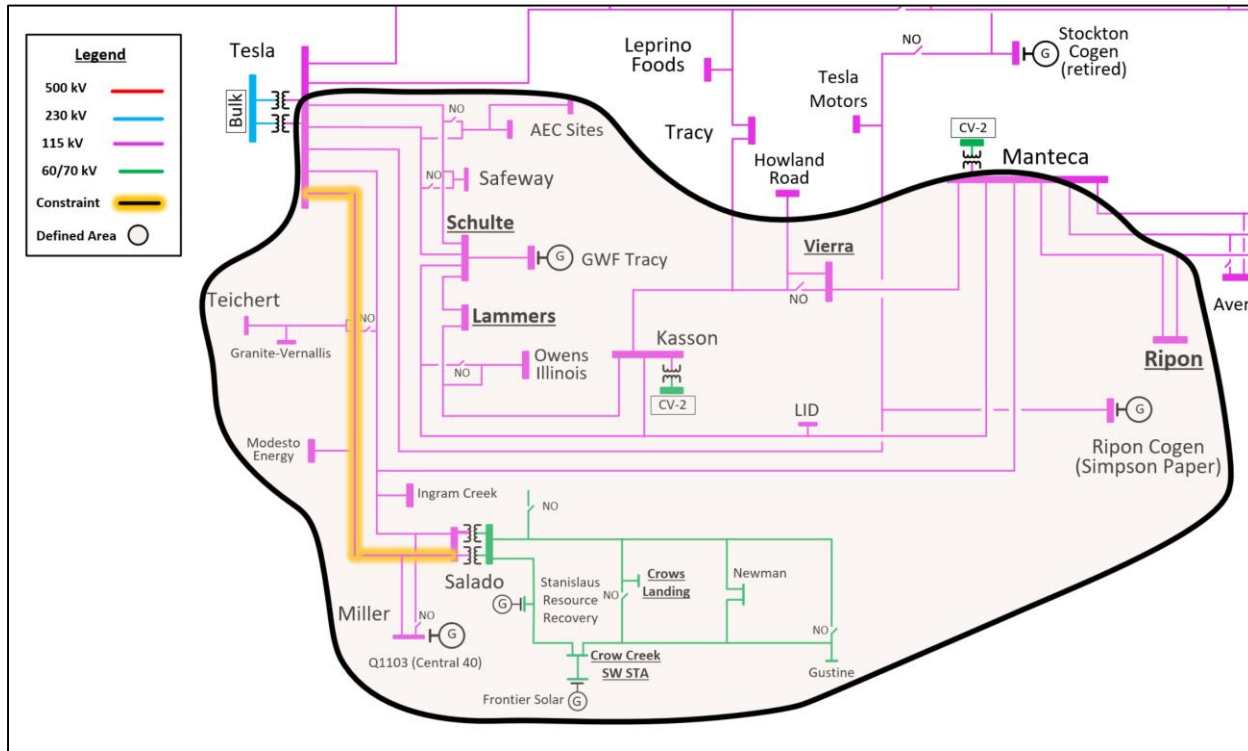 Legend
500 kV
230 kV
115 kV
60/70 kV
Constraint
Defined Area
Tesla
Bulk
NO
AEC Sites
NO
Safeway
Schulte
G
GWF Tracy
Lammers
NO
Owens
Illinois
Leprino
Foods
Tracy
Howland
Road
Tesla
Motors
NO
G
Stockton
Cogen
(retired)
CV-2
Manteca
Vierra
NO
Aver
Ripon
Kasson
CV-2
LID
G
Ripon Cogen
(Simpson Paper)
Teichert
NO
Granite-Vernallis
Modesto
Energy
Ingram Creek
NO
Salado
Miller
NO
G
Q1103 (Central 40)
Stanislaus
Resource
Recovery
G
Crows
Landing
NO
Newman
NO
Gustine
Crow Creek
SW STA
Frontier Solar
G